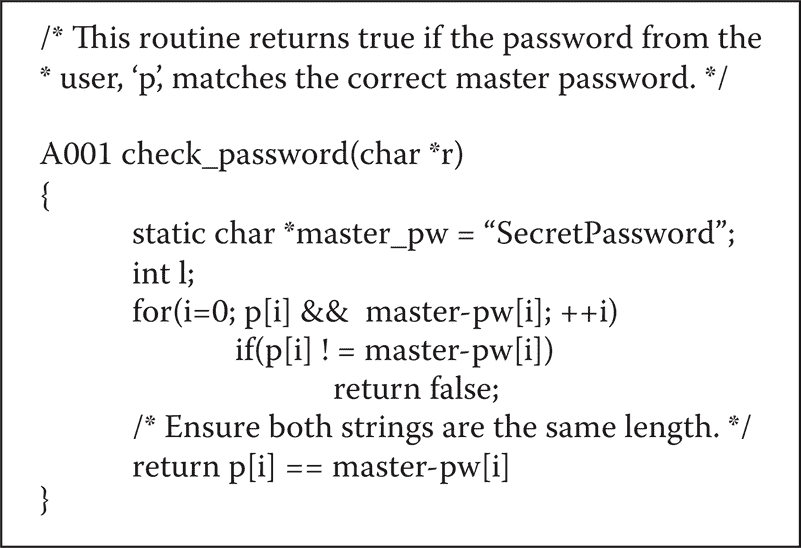 /* This routine returns true if the password from the
* user, ‘p’, matches the correct master password. */
A001 check_password(char *r)
{
static char *master_pw = “SecretPassword”;
int l;
for(i=0; p[i] && master-pw[i]; ++i)
if(p[i] ! = master-pw[i])
return false;
/* Ensure both strings are the same length. */
return p[i] == master-pw[i]
}